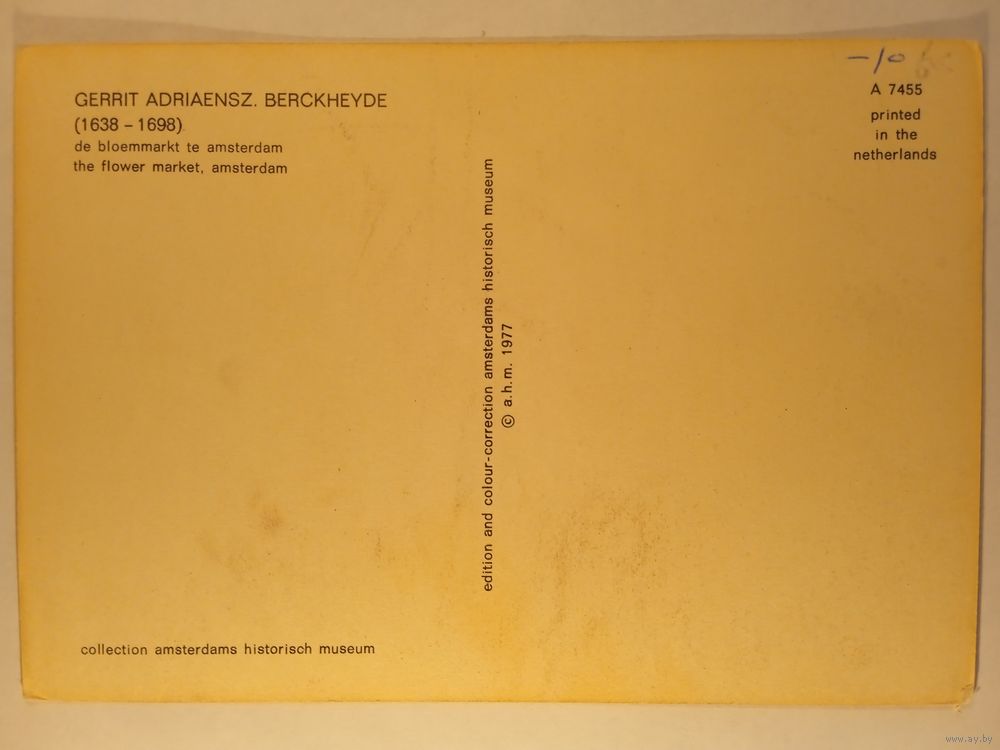 GERRIT ADRIAENSZ. BERCKHEYDE
(1638 – 1698)
de bloemmarkt te amsterdam
the flower market, amsterdam
collection amsterdams historisch museum
edition and colour-correction amsterdams historisch museum
© a.h.m. 1977
–10
A 7455
printed
in the
netherlands
www.ay.by